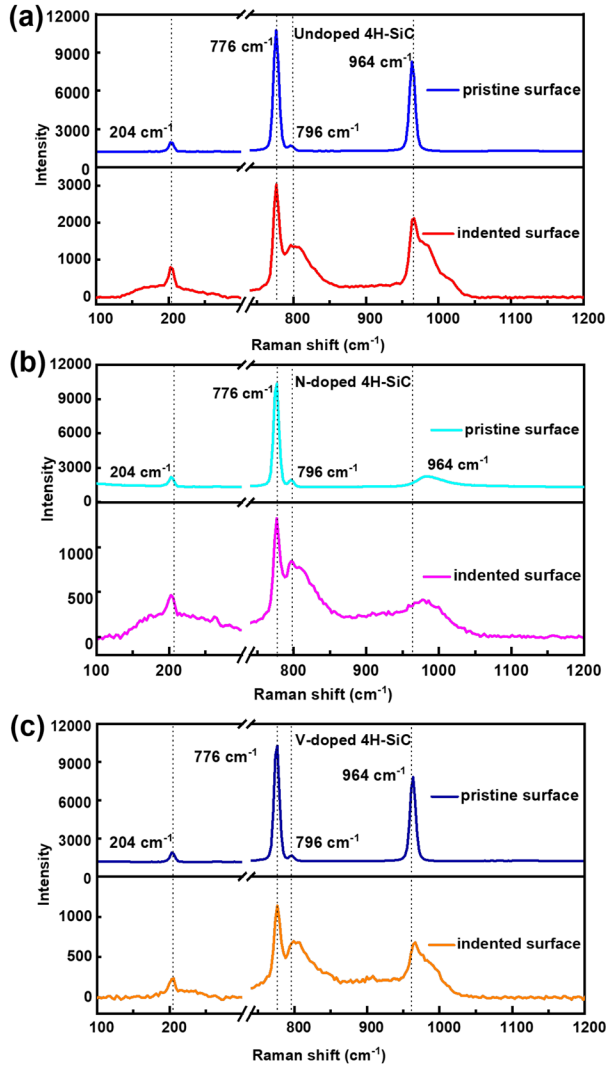 (a)
Undoped 4H-SiC
776 cm-1
964 cm-1
204 cm-1
796 cm-1
pristine surface
indented surface
Intensity
12000
9000
6000
3000
0
3000
2000
1000
0
100 200 800 900 1000 1100 1200
Raman shift (cm-1)
(b)
N-doped 4H-SiC
776 cm-1
204 cm-1
796 cm-1
964 cm-1
pristine surface
indented surface
Intensity
12000
9000
6000
3000
0
1000
500
0
100 200 800 900 1000 1100 1200
Raman shift (cm-1)
(c)
V-doped 4H-SiC
776 cm-1
964 cm-1
204 cm-1
796 cm-1
pristine surface
indented surface
Intensity
12000
9000
6000
3000
0
1000
500
0
100 200 800 900 1000 1100 1200
Raman shift (cm-1)